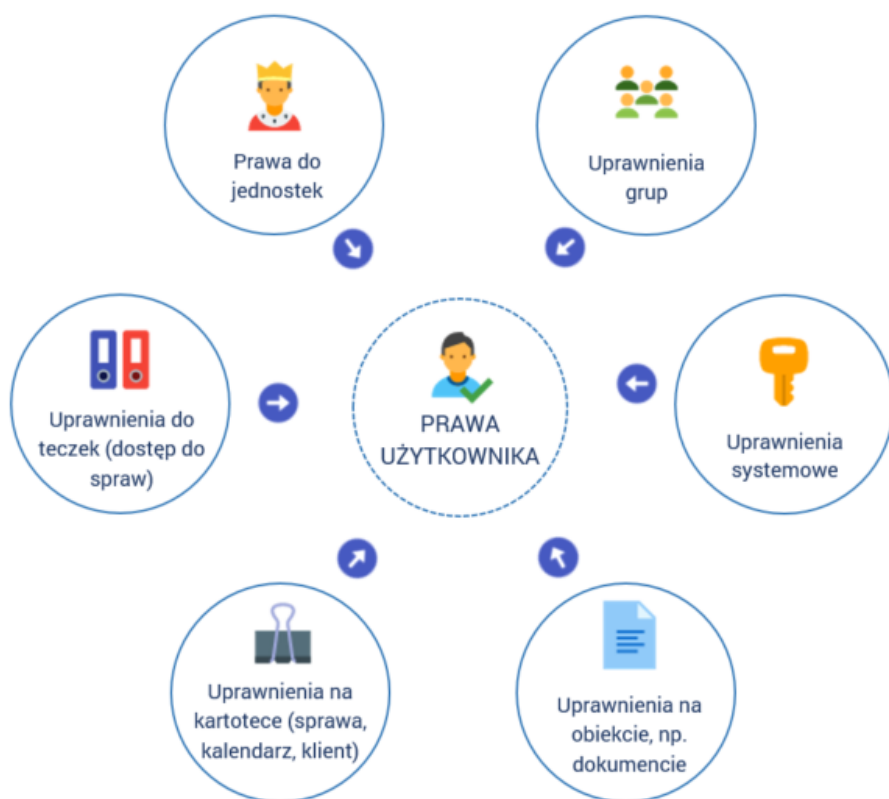 Prawa do
jednostek
Uprawnienia
grup
Uprawnienia do
teczek (dostęp do
spraw)
PRAWA
UŻYTKOWNIKA
Uprawnienia
systemowe
Uprawnienia na
kartotece (sprawa,
kalendarz, klient)
Uprawnienia na
obiekcie, np.
dokumencie